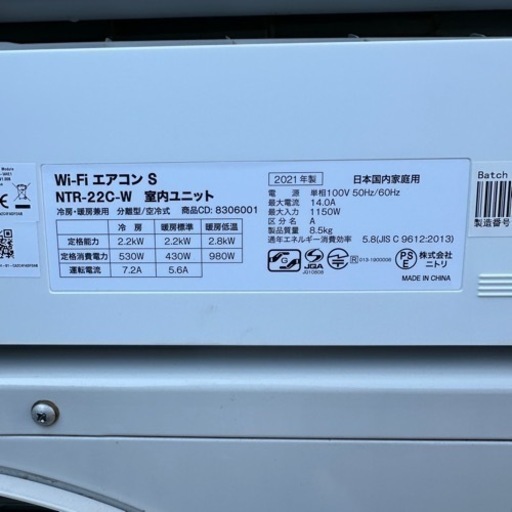 Wi-Fi エアコン S
NTR-22C-W 室内ユニット
冷房・暖房兼用 分離型/空冷式 商品CD: 8306001
冷房 暖房標準 暖房低温
定格能力 2.2kW 2.2kW 2.8kW
定格消費電力 530W 430W 980W
運転電流 7.2A 5.6A
2021年製 日本国内家庭用
電源 単相100V 50Hz/60Hz
最大電流 14.0A
最大入力 1150W
区分名 A
製品質量 8.5kg
通年エネルギー消費効率 5.8(JIS C 9612:2013)
JQA
PSE
株式会社
ニトリ
MADE IN CHINA
Batch
製造番号